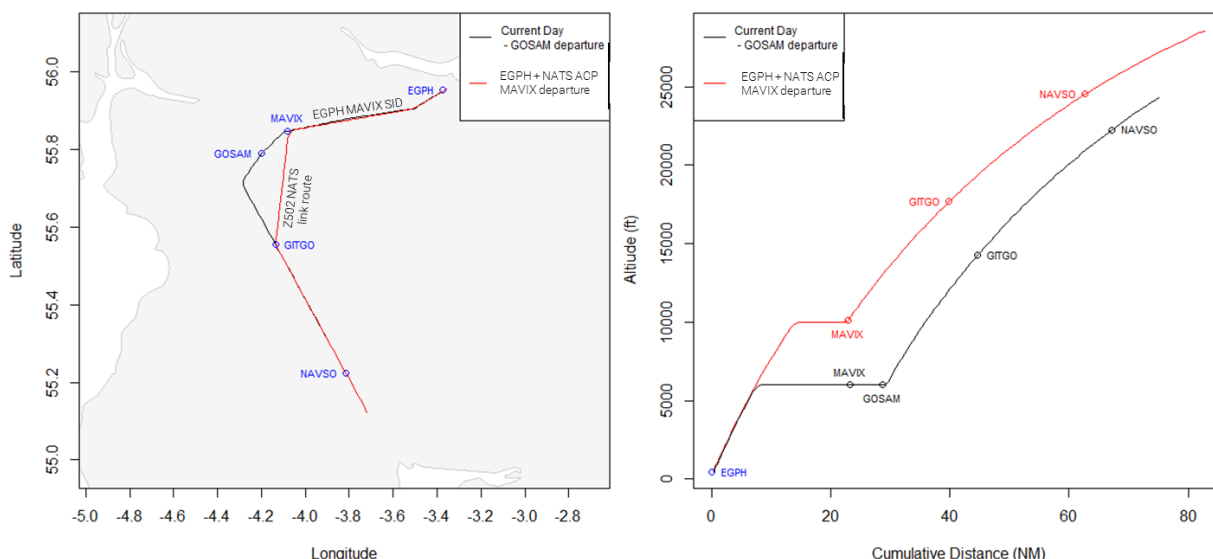 Current Day
- GOSAM departure
EGPH + NATS ACP
MAVIX departure
EGPH
EGPH MAVIX SID
MAVIX
GOSAM
Z502 NATS
link route
GITGO
NAVSO
Latitude
56.0
55.8
55.6
55.4
55.2
55.0
-5.0
-4.8
-4.6
-4.4
-4.2
-4.0
-3.8
-3.6
-3.4
-3.2
-3.0
-2.8
Longitude
Current Day
- GOSAM departure
EGPH + NATS ACP
MAVIX departure
NAVSO
NAVSO
GITGO
GITGO
MAVIX
MAVIX
GOSAM
EGPH
Altiude (ft)
25000
20000
15000
10000
5000
0
0
20
40
60
80
Cumulative Distance (NM)